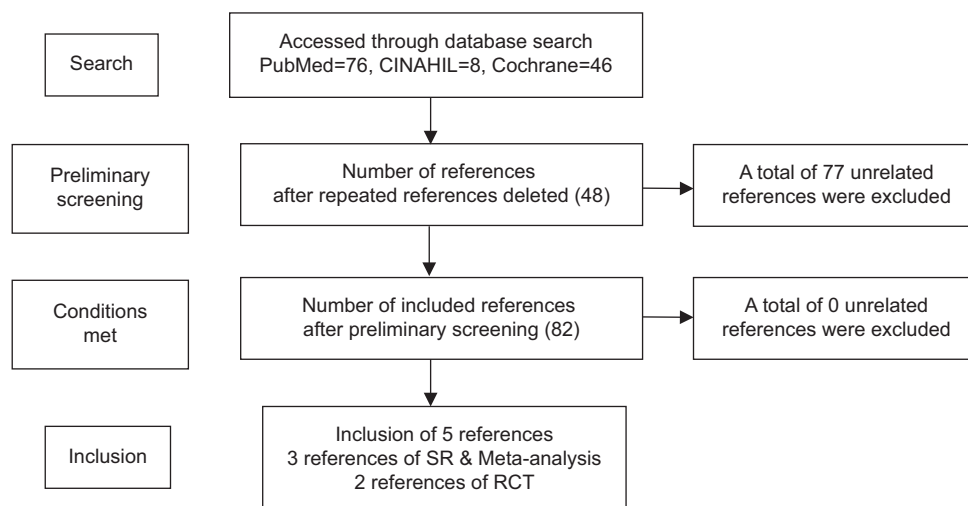 Search
Accessed through database search
PubMed=76, CINAHIL=8, Cochrane=46
Preliminary
screening
Number of references
after repeated references deleted (48)
A total of 77 unrelated
references were excluded
Conditions
met
Number of included references
after preliminary screening (82)
A total of 0 unrelated
references were excluded
Inclusion
Inclusion of 5 references
3 references of SR & Meta-analysis
2 references of RCT